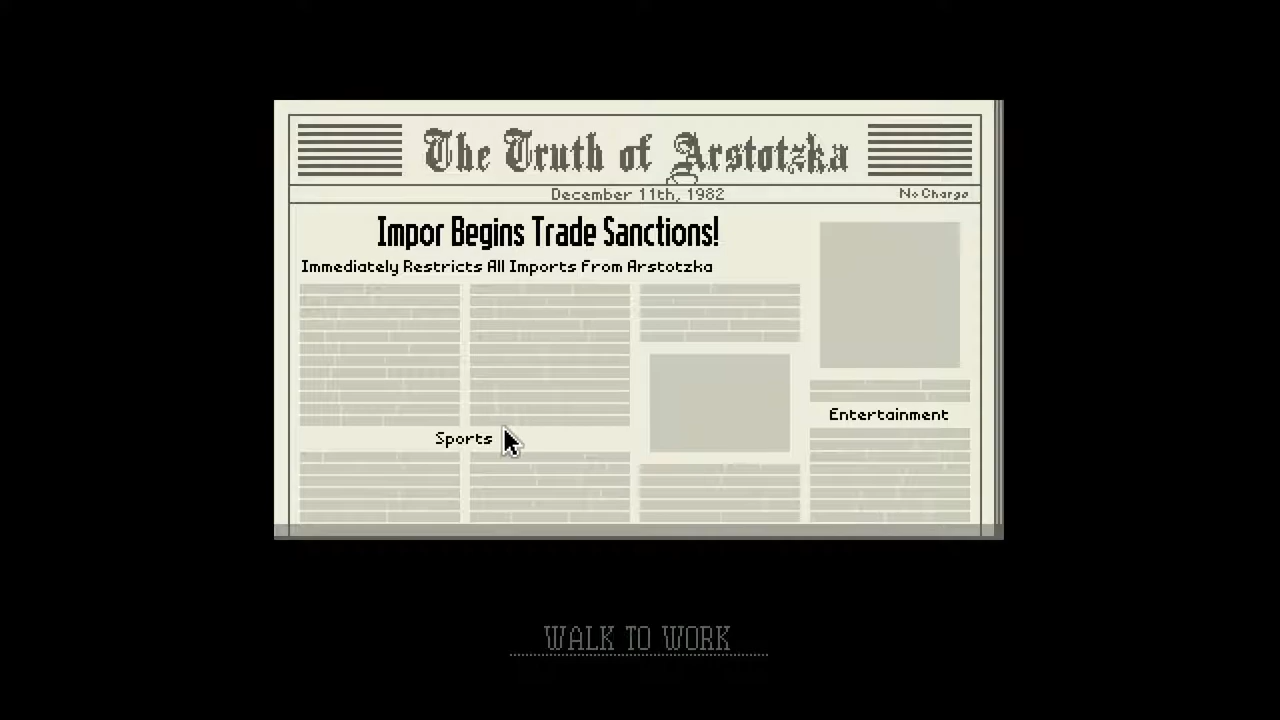 The Truth of Arstotzka
December 11th, 1982
No Charge
Impor Begins Trade Sanctions!
Immediately Restricts All Imports From Arstotzka
Sports
Entertainment
WALK TO WORK